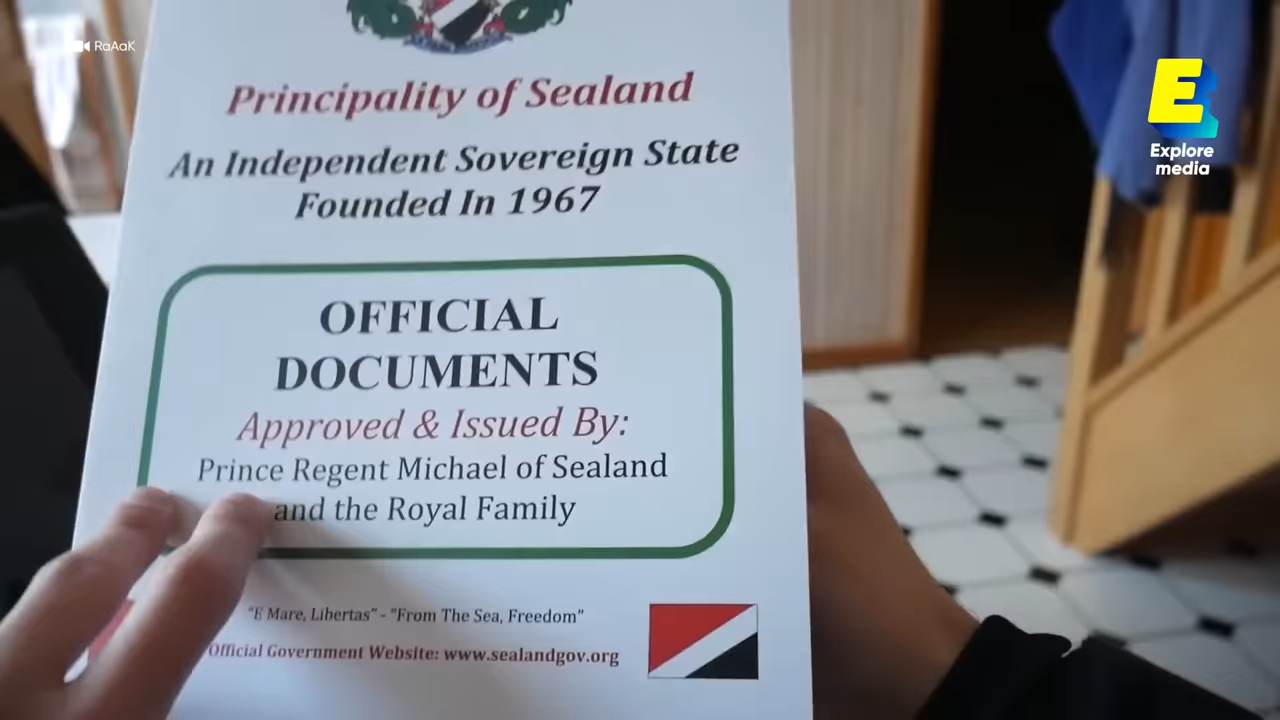 RaAaK
E
Explore
media
Principality of Sealand
An Independent Sovereign State
Founded In 1967
OFFICIAL
DOCUMENTS
Approved & Issued By:
Prince Regent Michael of Sealand
and the Royal Family
"E Mare, Libertas" - "From The Sea, Freedom"
Official Government Website: www.sealandgov.org